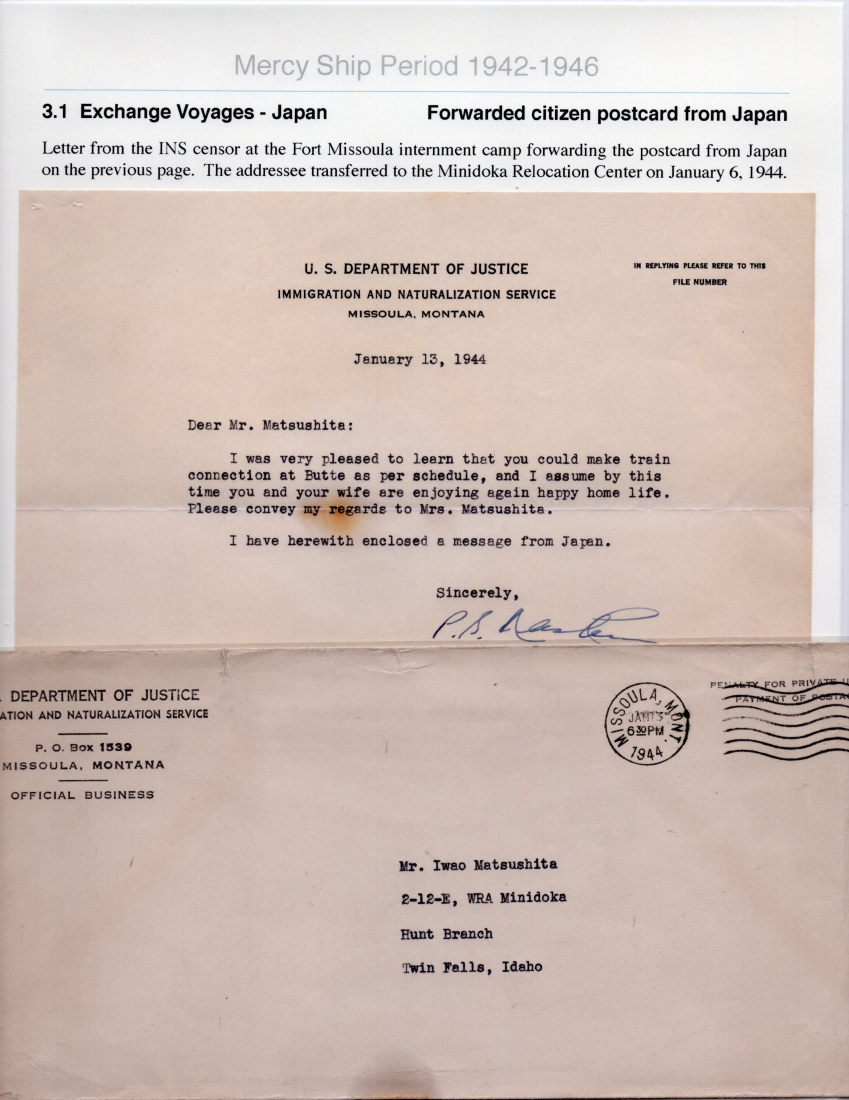 Mercy Ship Period 1942-1946
3.1 Exchange Voyages - Japan Forwarded citizen postcard from Japan
Letter from the INS censor at the Fort Missoula internment camp forwarding the postcard from Japan
on the previous page. The addressee transferred to the Minidoka Relocation Center on January 6, 1944.
U. S. DEPARTMENT OF JUSTICE
IMMIGRATION AND NATURALIZATION SERVICE
MISSOULA, MONTANA
IN REPLYING PLEASE REFER TO THIS
FILE NUMBER
January 13, 1944
Dear Mr. Matsushita:
I was very pleased to learn that you could make train
connection at Butte as per schedule, and I assume by this
time you and your wife are enjoying again happy home life.
Please convey my regards to Mrs. Matsushita.
I have herewith enclosed a message from Japan.
Sincerely,
P.
. DEPARTMENT OF JUSTICE
ATION AND NATURALIZATION SERVICE
P. O. Box 1539
MISSOULA, MONTANA
OFFICIAL BUSINESS
MISSOULA, MONT.
6 30 PM
1944
PENALTY FOR PRIVATE U
PAYMENT OF POSTA
Mr. Iwao Matsushita
2-12-E, WRA Minidoka
Hunt Branch
Twin Falls, Idaho